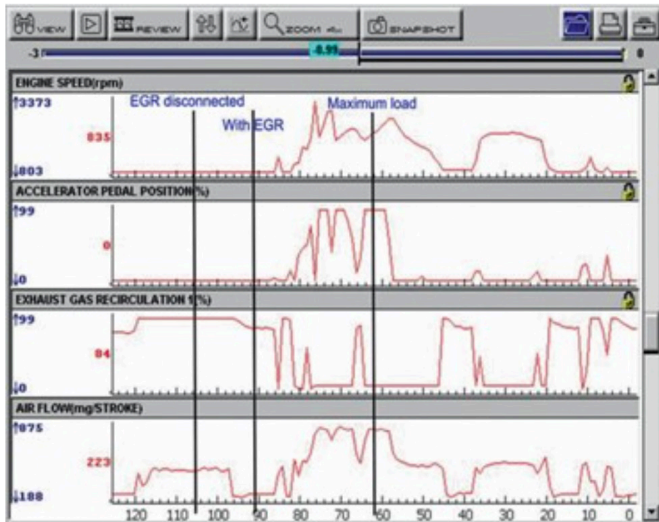 VIEW REVIEW ZOOM SNAPSHOT
-3 -8.99 0
ENGINE SPEED(rpm)
3373 EGR disconnected Maximum load
With EGR
835
803
ACCELERATOR PEDAL POSITION(%)
99
0
0
EXHAUST GAS RECIRCULATION 1(%)
99
84
0
AIR FLOW(mg/STROKE)
875
223
188
120 110 100 90 80 70 60 50 40 30 20 10 0